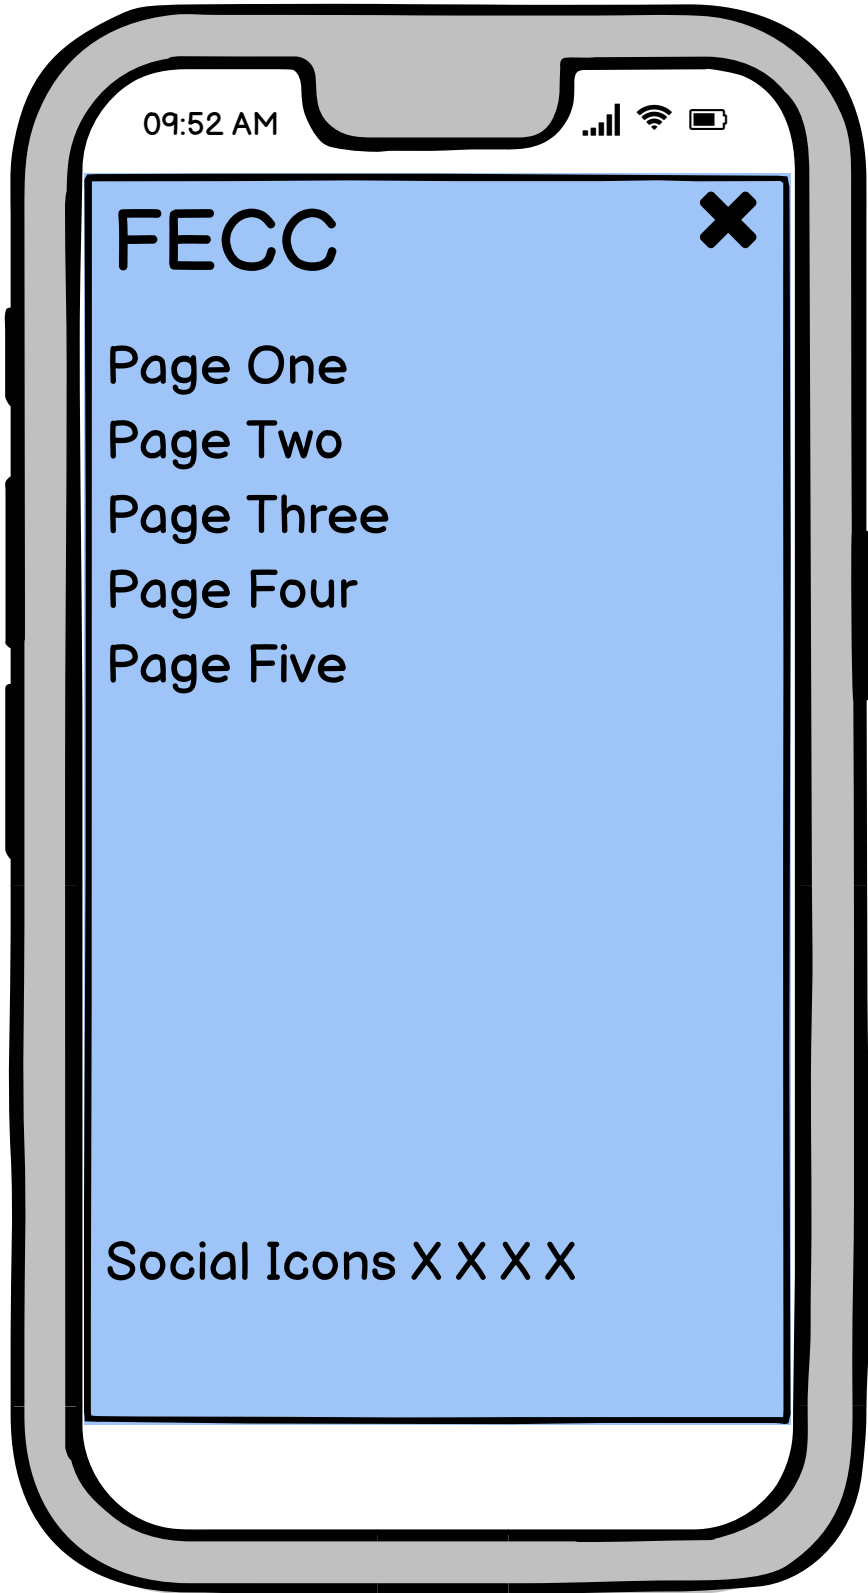 09:52 AM
FECC
Page One
Page Two
Page Three
Page Four
Page Five
Social Icons X X X X